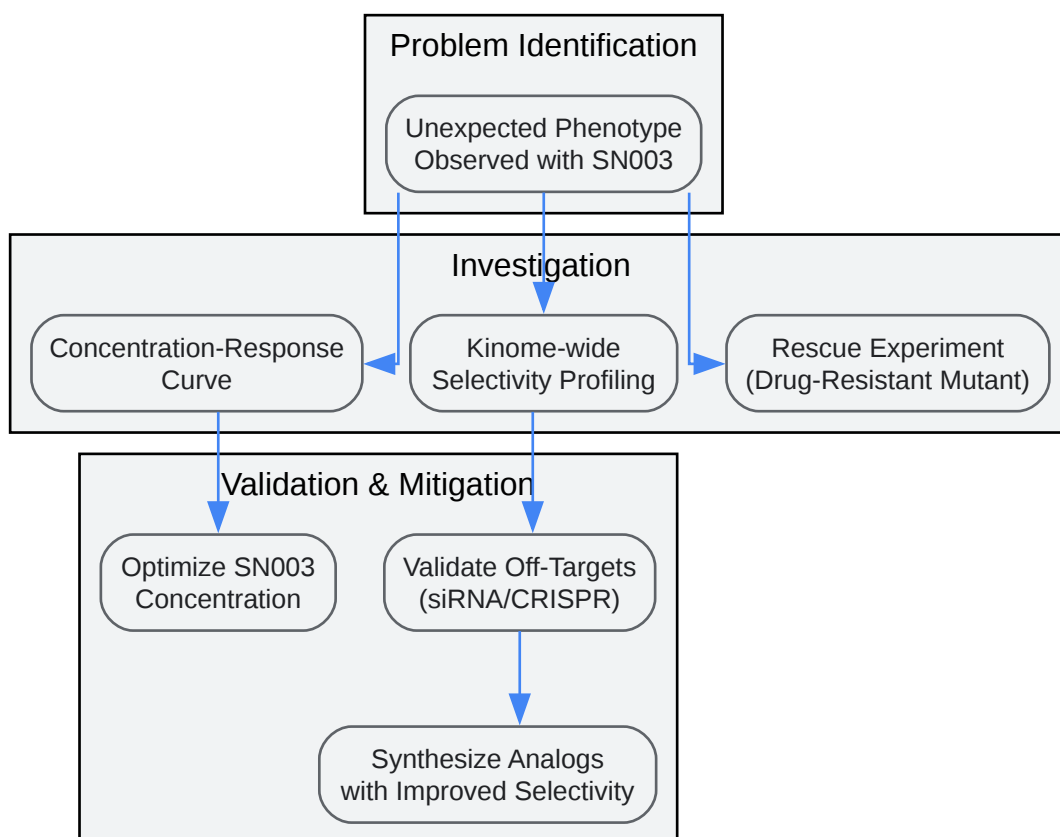 Problem Identification
Unexpected Phenotype
Observed with SN003
Investigation
Concentration-Response
Curve
Kinome-wide
Selectivity Profiling
Rescue Experiment
(Drug-Resistant Mutant)
Validation & Mitigation
Optimize SN003
Concentration
Validate Off-Targets
(siRNA/CRISPR)
Synthesize Analogs
with Improved Selectivity